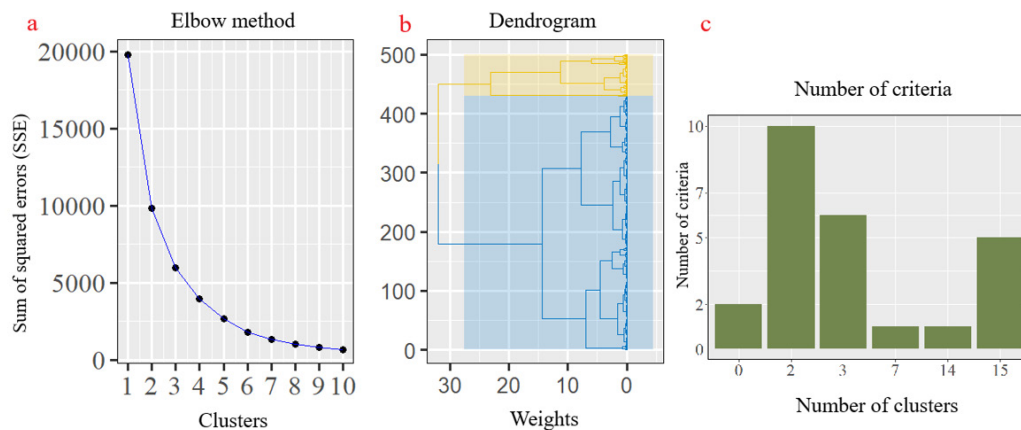 a
Elbow method
Sum of squared errors (SSE)
20000
15000
10000
5000
0
1 2 3 4 5 6 7 8 9 10
Clusters
b
Dendrogram
500
400
300
200
100
0
30 20 10 0
Weights
c
Number of criteria
Number of criteria
10
7
5
2
0
0 2 3 7 14 15
Number of clusters